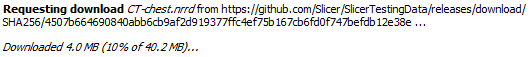 Requesting download CT-chest.nrrd from https://github.com/Slicer/SlicerTestingData/releases/download/
SHA256/4507b664690840abb6cb9af2d919377ffc4ef75b167cb6fd0f747befdb12e38e ...
Downloaded 4.0 MB (10% of 40.2 MB)...